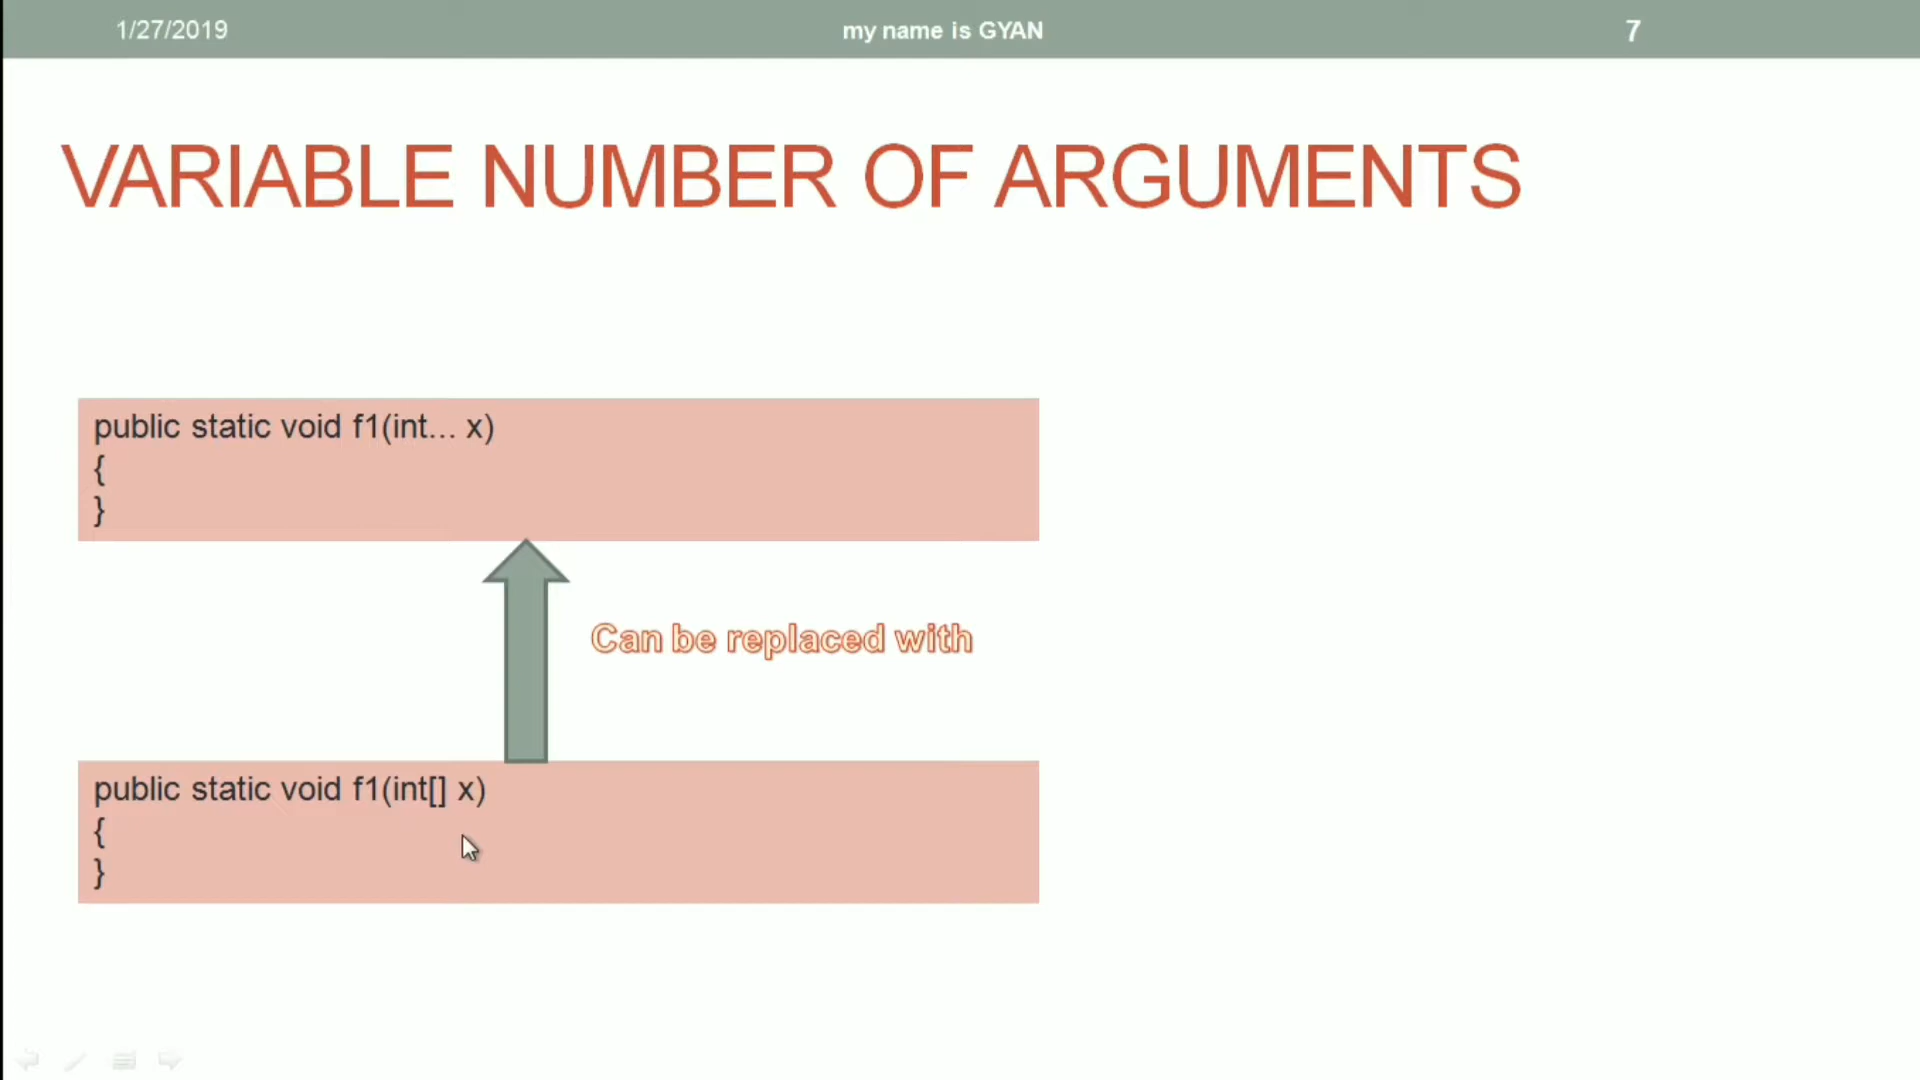 1/27/2019
my name is GYAN
7
VARIABLE NUMBER OF ARGUMENTS
public static void f1(int... x)
{
}
Can be replaced with
public static void f1(int[] x)
{
}